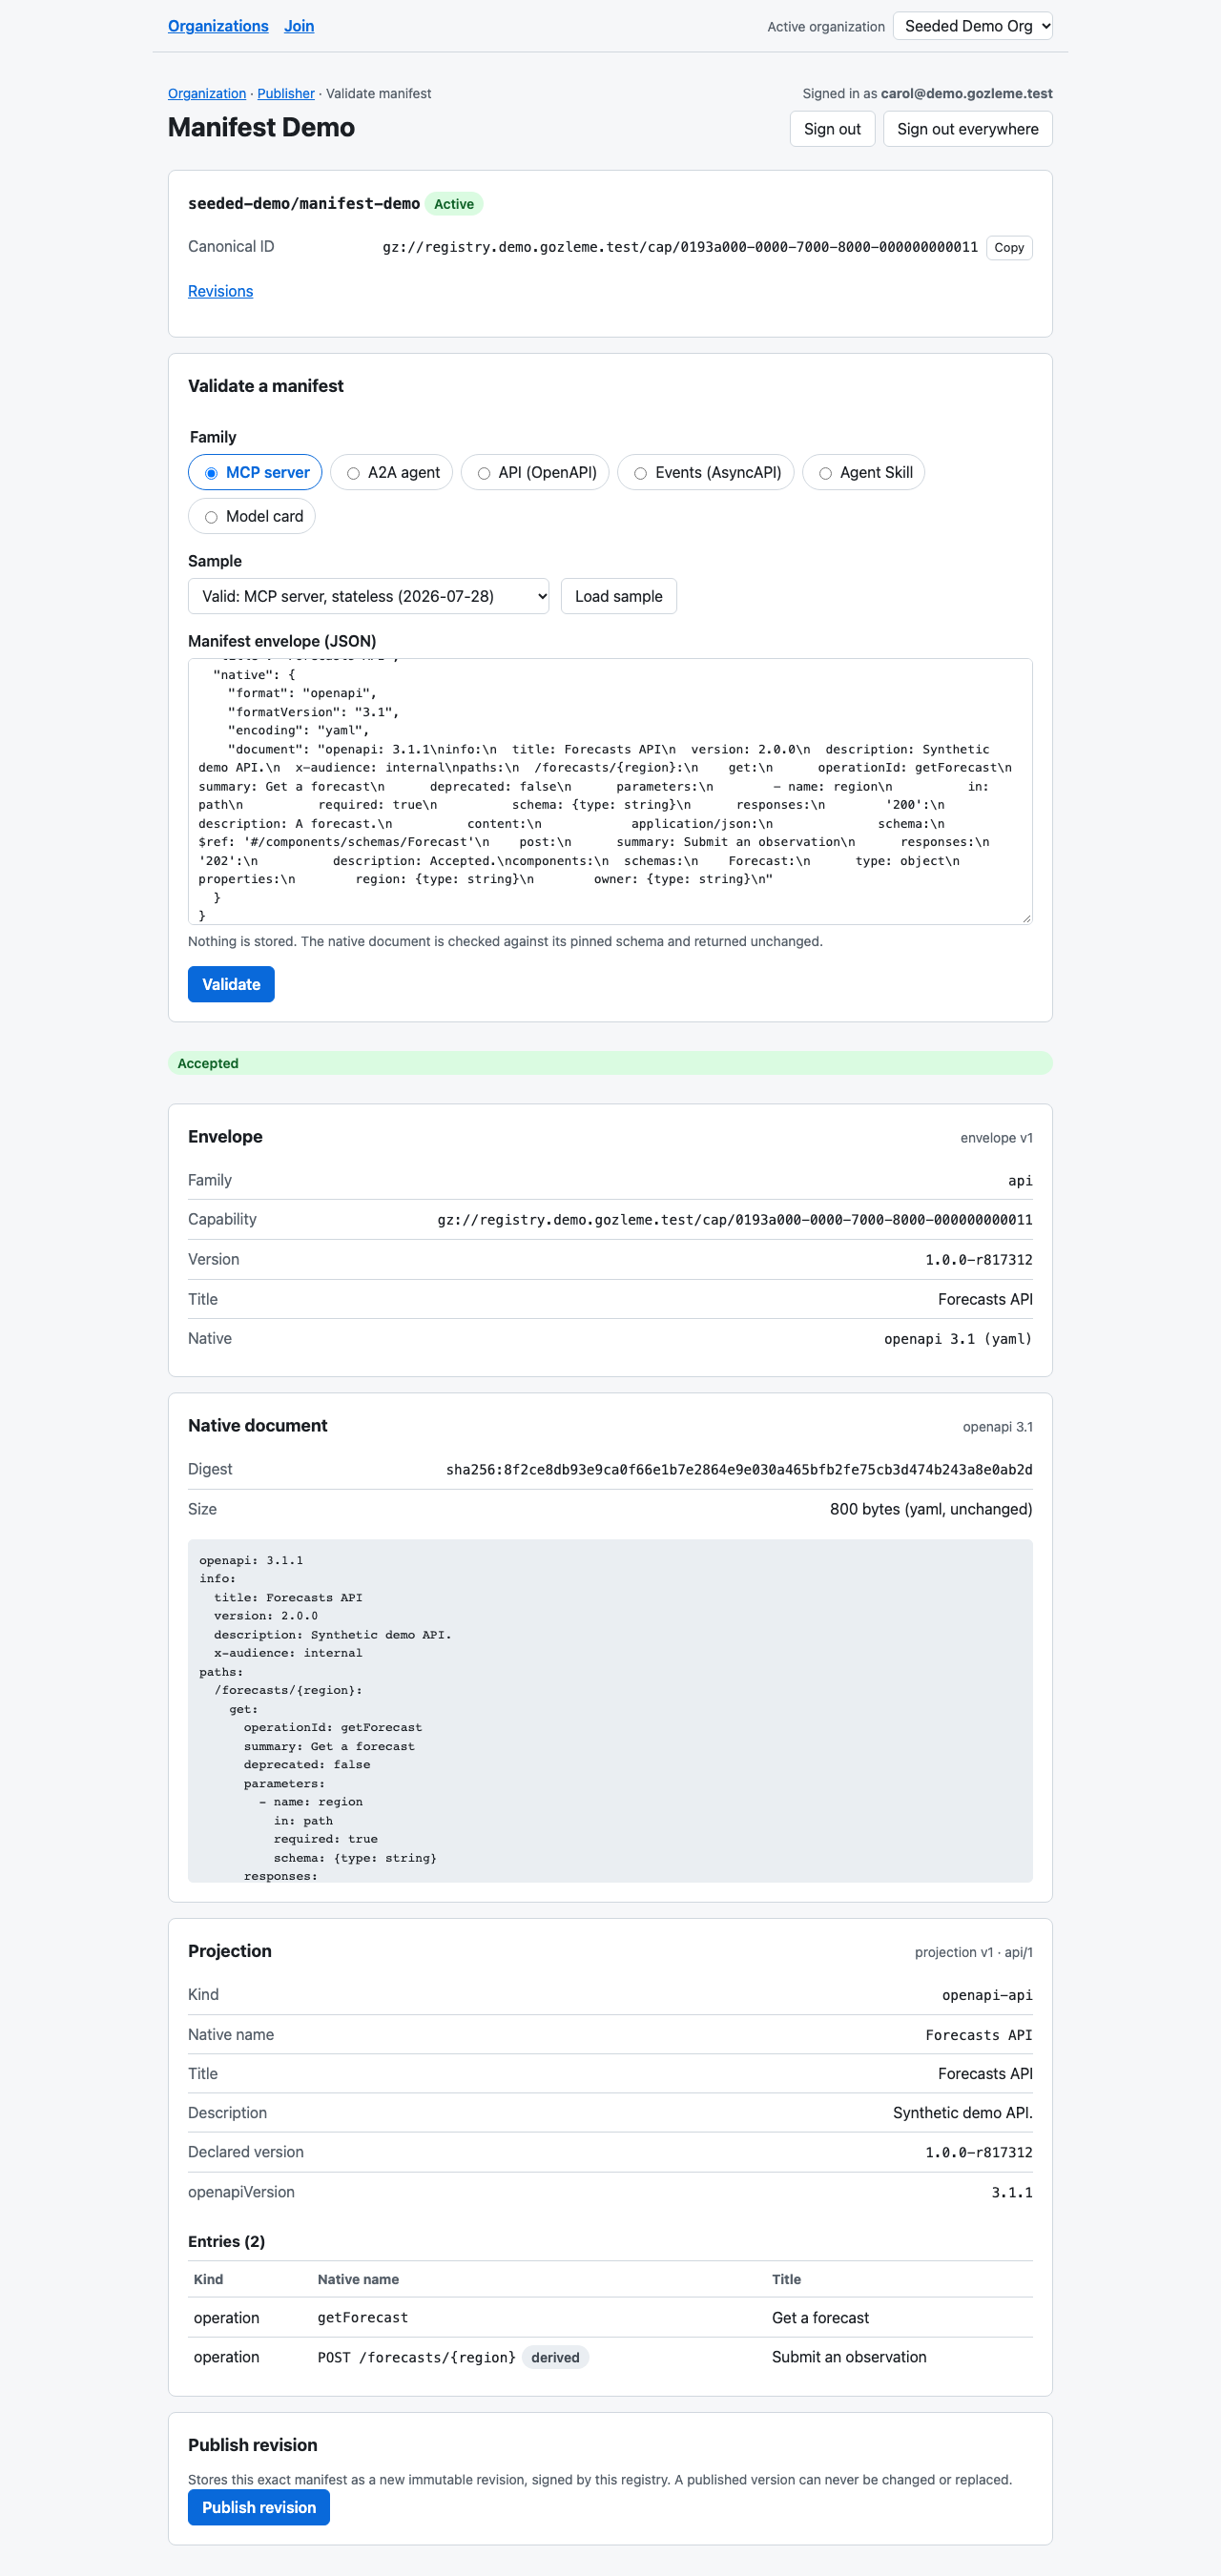 Organizations Join Active organization Seeded Demo Org
Organization · Publisher · Validate manifest Signed in as carol@demo.gozleme.test
Manifest Demo Sign out Sign out everywhere
seeded-demo/manifest-demo Active
Canonical ID gz://registry.demo.gozleme.test/cap/0193a000-0000-7000-8000-000000000011 Copy
Revisions
Validate a manifest
Family
MCP server A2A agent API (OpenAPI) Events (AsyncAPI) Agent Skill
Model card
Sample
Valid: MCP server, stateless (2026-07-28) Load sample
Manifest envelope (JSON)
"native": {
"format": "openapi",
"formatVersion": "3.1",
"encoding": "yaml",
"document": "openapi: 3.1.1\ninfo:\n  title: Forecasts API\n  version: 2.0.0\n  description: Synthetic
demo API.\n  x-audience: internal\npaths:\n  /forecasts/{region}:\n    get:\n      operationId: getForecast\n
summary: Get a forecast\n      deprecated: false\n      parameters:\n        - name: region\n          in:
path\n          required: true\n          schema: {type: string}\n      responses:\n        '200':\n
description: A forecast.\n          content:\n            application/json:\n              schema:\n
$ref: '#/components/schemas/Forecast'\n    post:\n      summary: Submit an observation\n      responses:\n
'202':\n          description: Accepted.\ncomponents:\n  schemas:\n    Forecast:\n      type: object\n
properties:\n        region: {type: string}\n        owner: {type: string}\n"
}
}
Nothing is stored. The native document is checked against its pinned schema and returned unchanged.
Validate
Accepted
Envelope envelope v1
Family api
Capability gz://registry.demo.gozleme.test/cap/0193a000-0000-7000-8000-000000000011
Version 1.0.0-r817312
Title Forecasts API
Native openapi 3.1 (yaml)
Native document openapi 3.1
Digest sha256:8f2ce8db93e9ca0f66e1b7e2864e9e030a465bfb2fe75cb3d474b243a8e0ab2d
Size 800 bytes (yaml, unchanged)
openapi: 3.1.1
info:
title: Forecasts API
version: 2.0.0
description: Synthetic demo API.
x-audience: internal
paths:
/forecasts/{region}:
get:
operationId: getForecast
summary: Get a forecast
deprecated: false
parameters:
- name: region
in: path
required: true
schema: {type: string}
responses:
Projection projection v1 · api/1
Kind openapi-api
Native name Forecasts API
Title Forecasts API
Description Synthetic demo API.
Declared version 1.0.0-r817312
openapiVersion 3.1.1
Entries (2)
Kind Native name Title
operation getForecast Get a forecast
operation POST /forecasts/{region} derived Submit an observation
Publish revision
Stores this exact manifest as a new immutable revision, signed by this registry. A published version can never be changed or replaced.
Publish revision